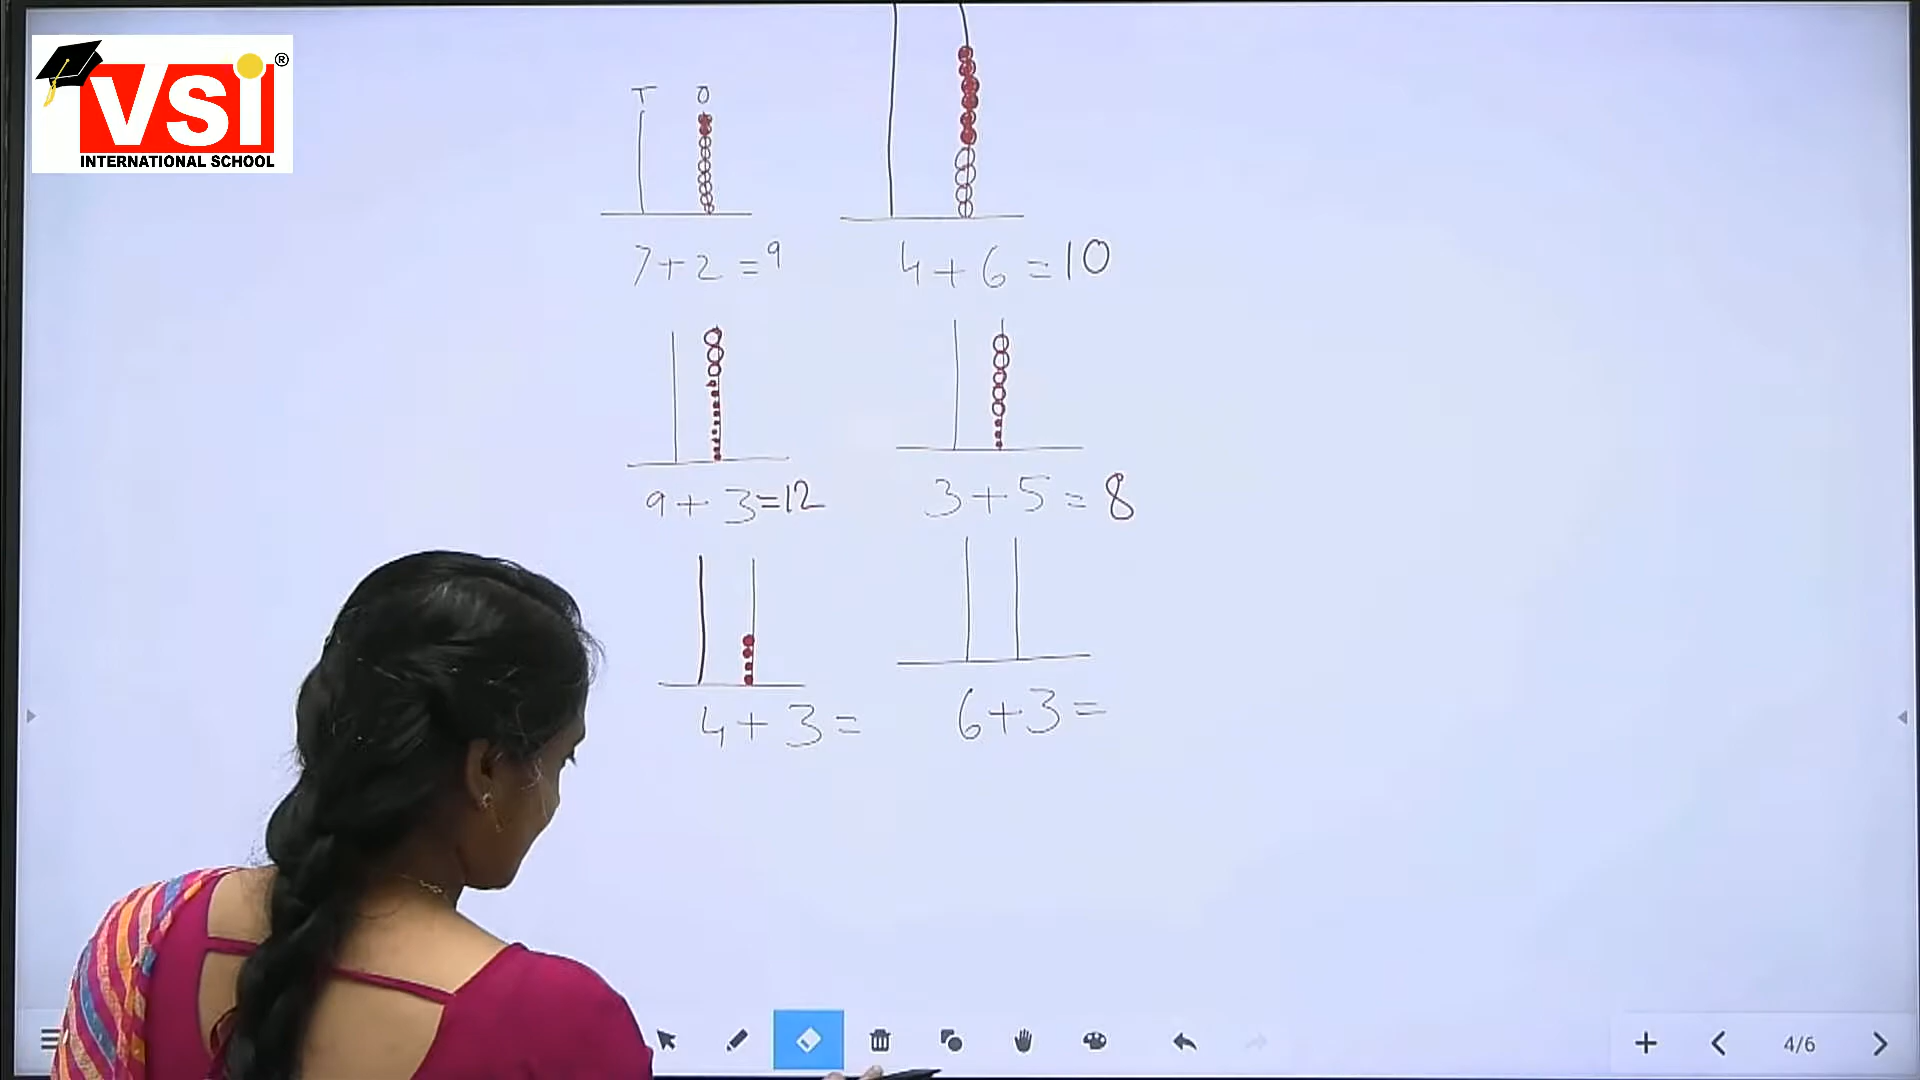 vsi®
INTERNATIONAL SCHOOL
T O
7+2=9
4+6=10
9+3=12
3+5=8
4+3=
6+3=
4/6